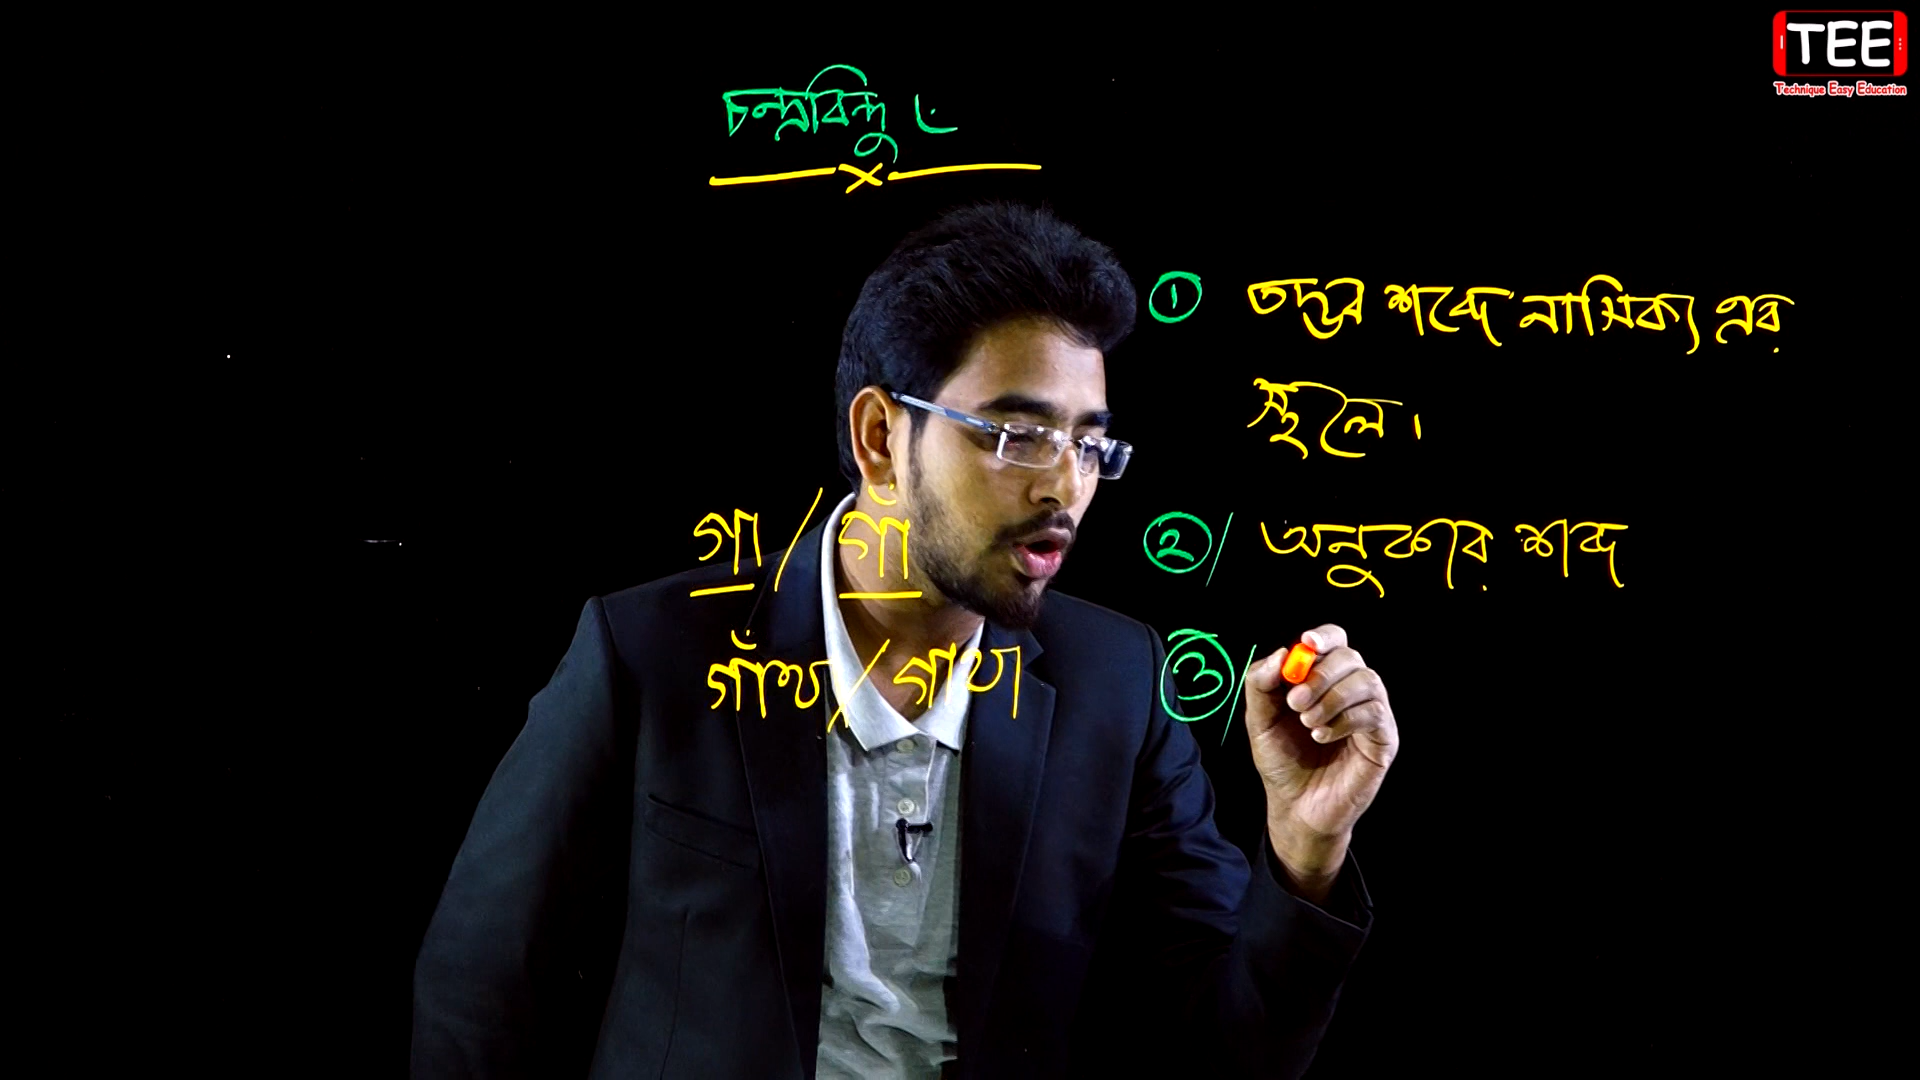 TEE
Technique Easy Education
চন্দ্রবিন্দু ঁ
১ তদ্ভব শব্দে নাসিক্য এর
স্থলে।
গা / গাঁ
২/ অনুকার শব্দ
গাঁথা / গাথা
৩/